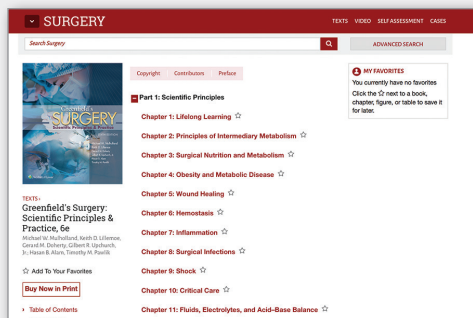 SURGERY
TEXTS VIDEO SELF ASSESSMENT CASES
Search Surgery
ADVANCED SEARCH
Greenfield's
SURGERY
Scientific Principles & Practice
TEXTS ›
Greenfield's Surgery:
Scientific Principles &
Practice, 6e
Michael W. Mulholland, Keith D. Lillemoe,
Gerard M. Doherty, Gilbert R. Upchurch,
Jr., Hasan B. Alam, Timothy M. Pawlik
☆ Add To Your Favorites
Buy Now in Print
› Table of Contents
Copyright Contributors Preface
Part 1: Scientific Principles
Chapter 1: Lifelong Learning ☆
Chapter 2: Principles of Intermediary Metabolism ☆
Chapter 3: Surgical Nutrition and Metabolism ☆
Chapter 4: Obesity and Metabolic Disease ☆
Chapter 5: Wound Healing ☆
Chapter 6: Hemostasis ☆
Chapter 7: Inflammation ☆
Chapter 8: Surgical Infections ☆
Chapter 9: Shock ☆
Chapter 10: Critical Care ☆
Chapter 11: Fluids, Electrolytes, and Acid–Base Balance ☆
MY FAVORITES
You currently have no favorites
Click the ☆ next to a book,
chapter, figure, or table to save it
for later.